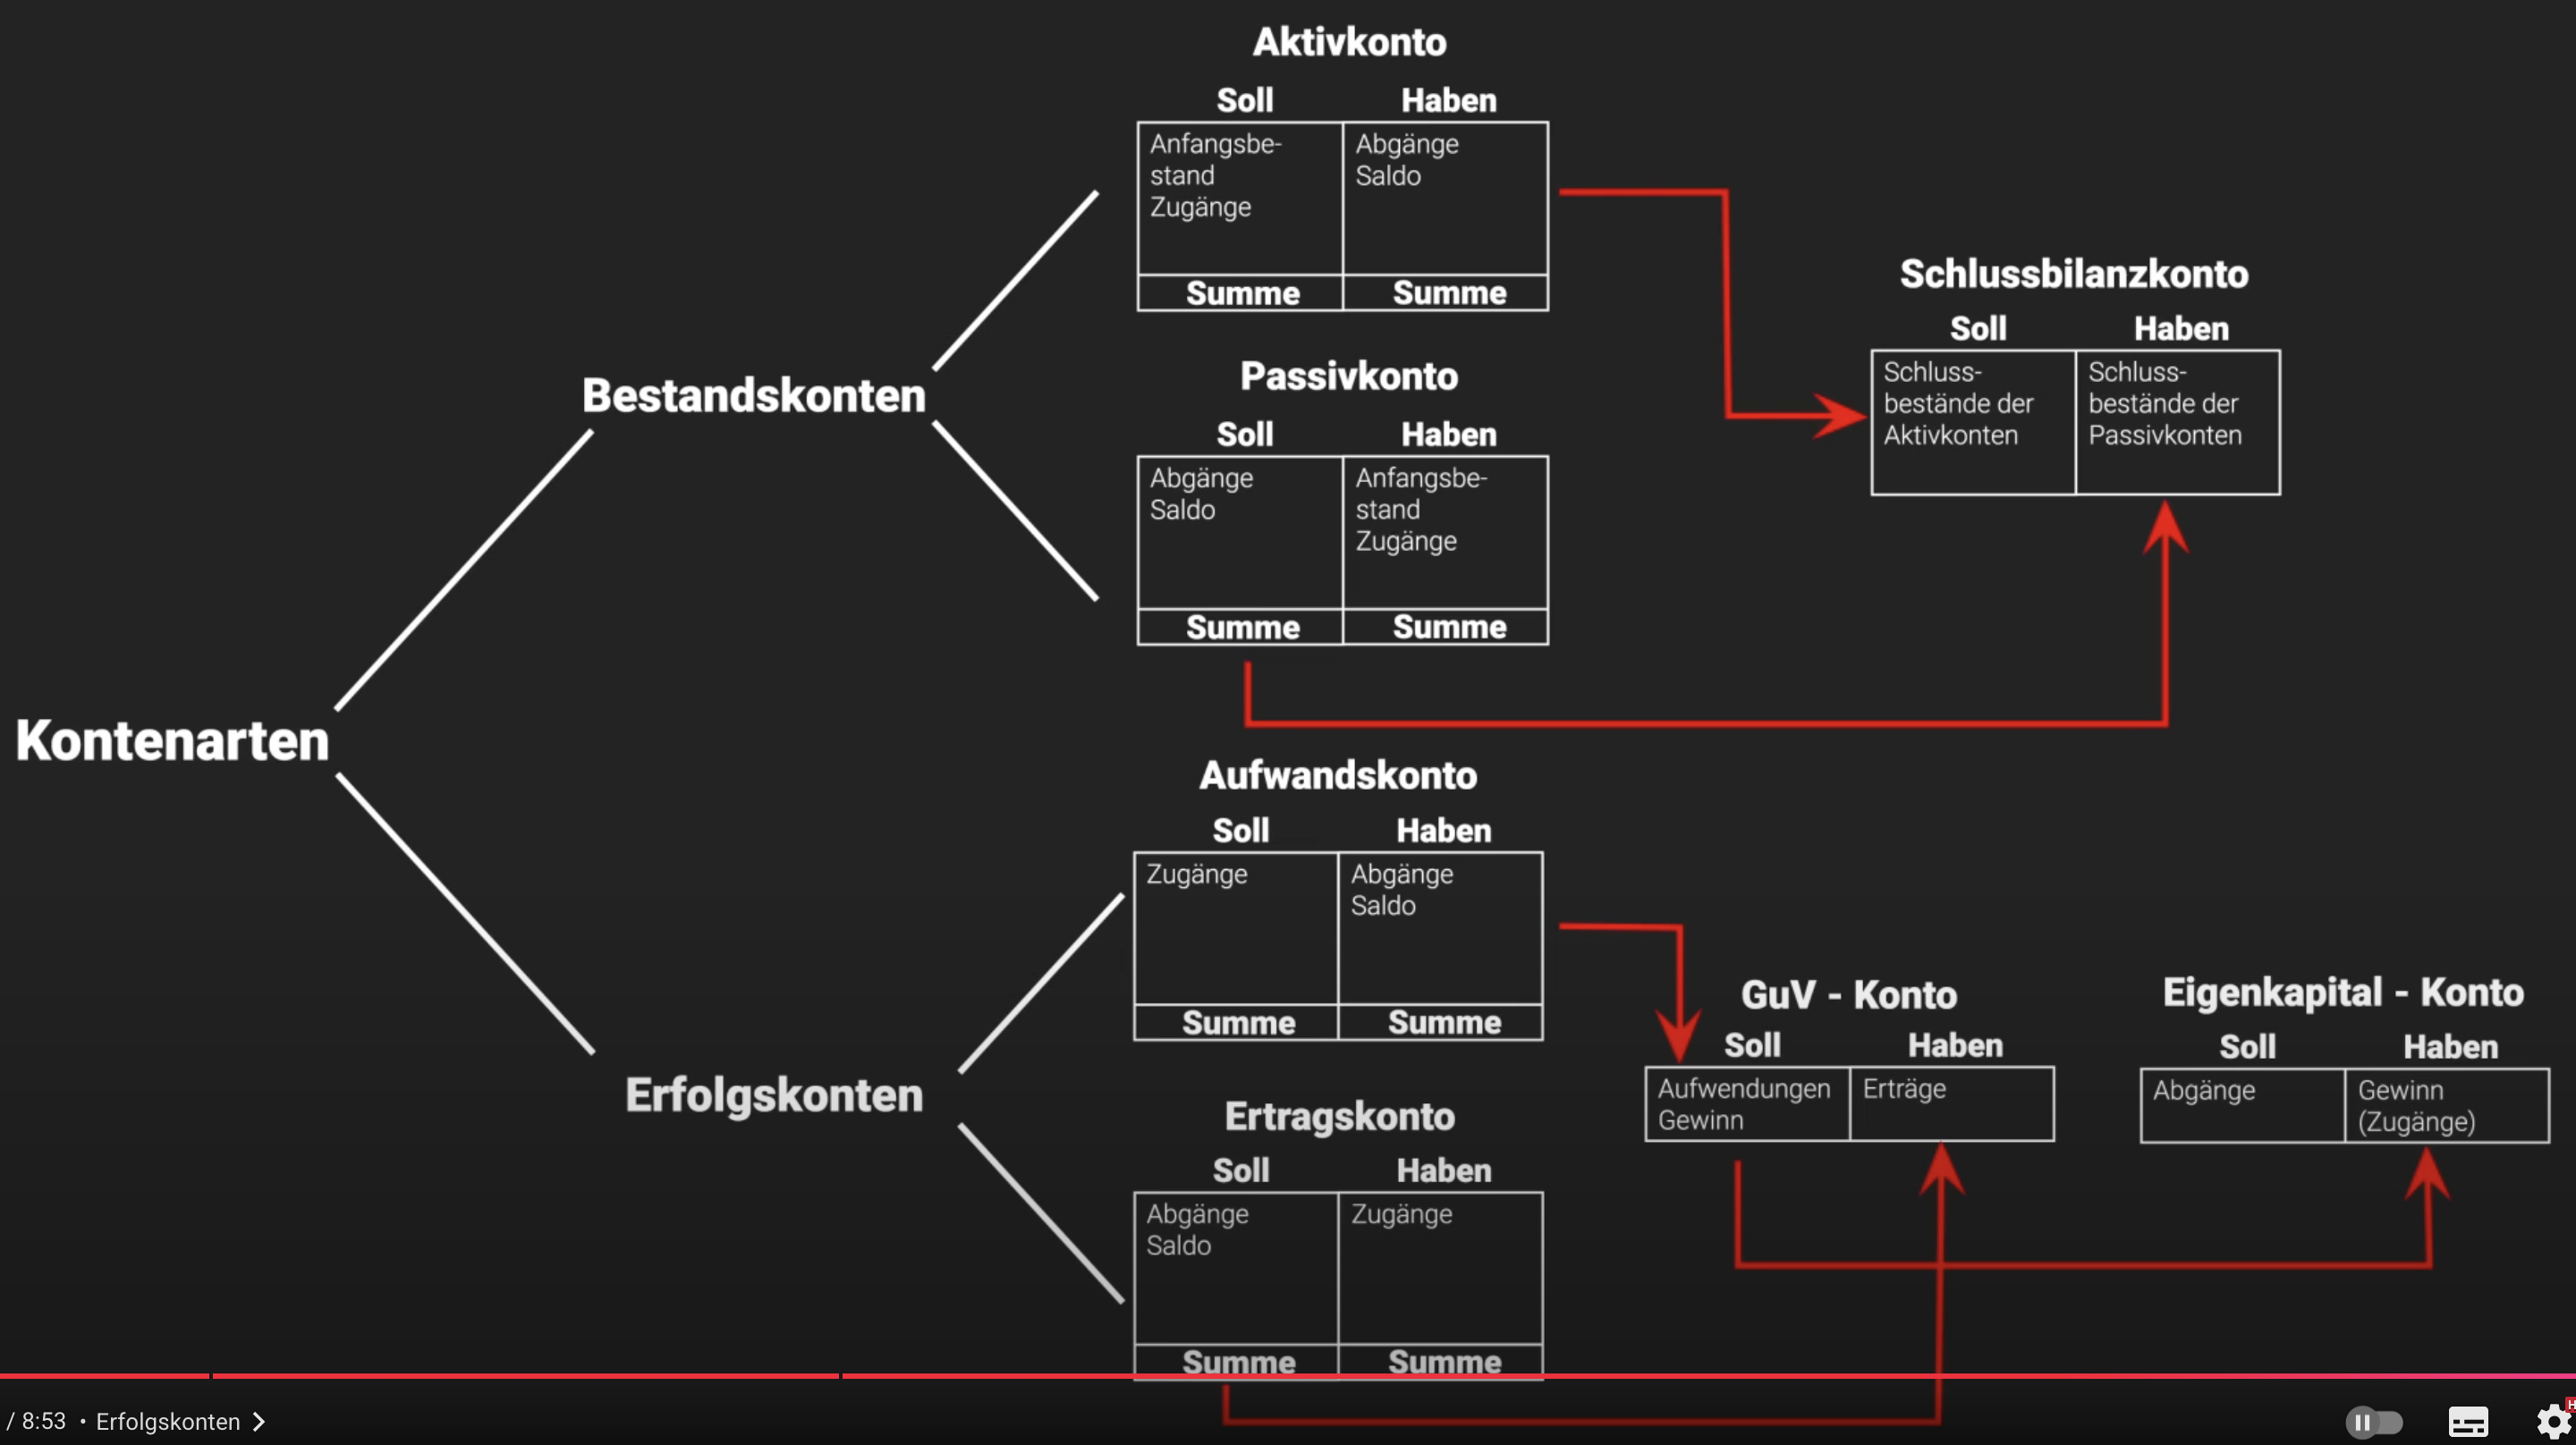 Aktivkonto
Soll Haben
Anfangsbe-
stand
Zugänge
Abgänge
Saldo
Summe Summe
Passivkonto
Soll Haben
Abgänge
Saldo
Anfangsbe-
stand
Zugänge
Summe Summe
Schlussbilanzkonto
Soll Haben
Schluss-
bestände der
Aktivkonten
Schluss-
bestände der
Passivkonten
Bestandskonten
Kontenarten
Erfolgskonten
Aufwandskonto
Soll Haben
Zugänge
Abgänge
Saldo
Summe Summe
Ertragskonto
Soll Haben
Abgänge
Saldo
Zugänge
Summe Summe
GuV - Konto
Soll Haben
Aufwendungen
Gewinn
Erträge
Eigenkapital - Konto
Soll Haben
Abgänge
Gewinn
(Zugänge)
/ 8:53 • Erfolgskonten